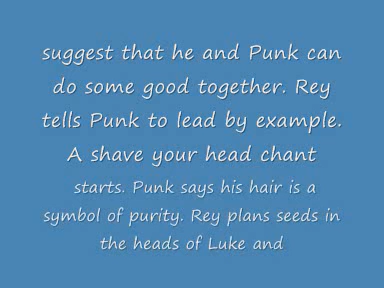 suggest that he and Punk can
do some good together. Rey
tells Punk to lead by example.
A shave your head chant
starts. Punk says his hair is a
symbol of purity. Rey plans seeds in
the heads of Luke and